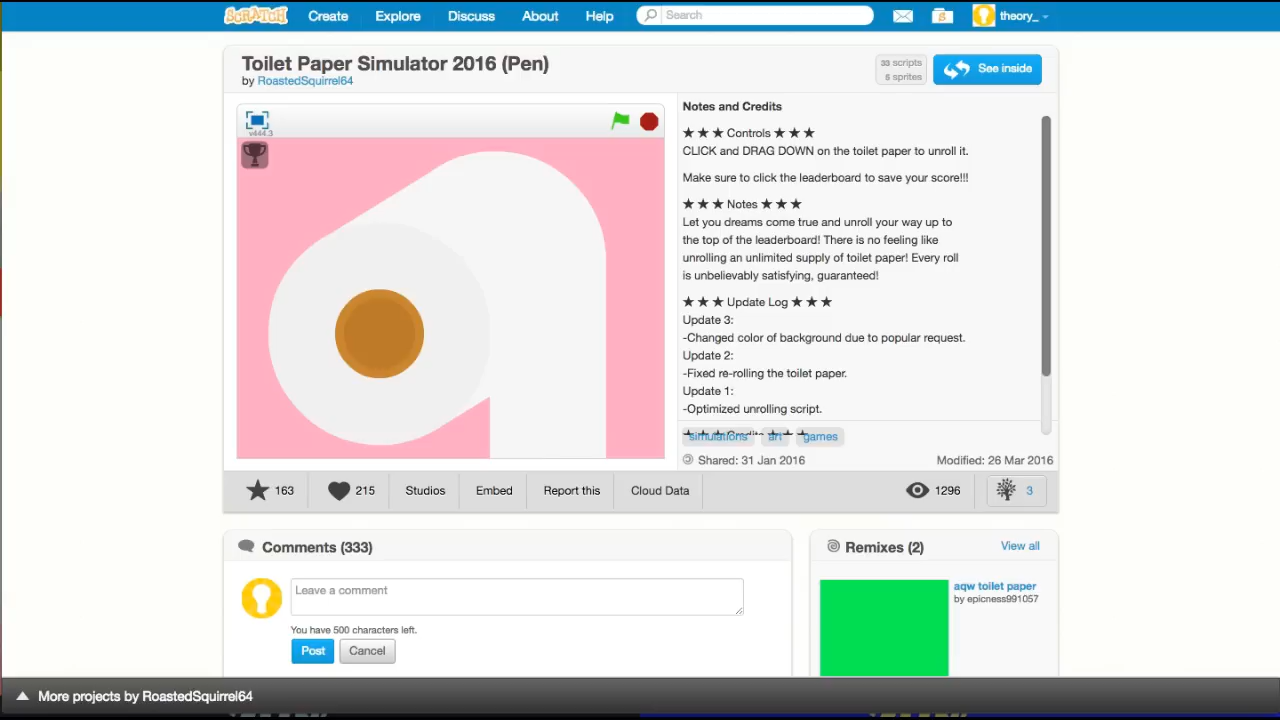 SCRATCH Create Explore Discuss About Help Search theory_
Toilet Paper Simulator 2016 (Pen)
by RoastedSquirrel64
33 scripts
5 sprites
See inside
v444.3
Notes and Credits
★ ★ ★ Controls ★ ★ ★
CLICK and DRAG DOWN on the toilet paper to unroll it.
Make sure to click the leaderboard to save your score!!!
★ ★ ★ Notes ★ ★ ★
Let you dreams come true and unroll your way up to
the top of the leaderboard! There is no feeling like
unrolling an unlimited supply of toilet paper! Every roll
is unbelievably satisfying, guaranteed!
★ ★ ★ Update Log ★ ★ ★
Update 3:
-Changed color of background due to popular request.
Update 2:
-Fixed re-rolling the toilet paper.
Update 1:
-Optimized unrolling script.
★ ★ ★ Credits ★ ★ ★
simulations art games
Shared: 31 Jan 2016 Modified: 26 Mar 2016
163 215 Studios Embed Report this Cloud Data 1296 3
Comments (333)
Leave a comment
You have 500 characters left.
Post Cancel
Remixes (2) View all
aqw toilet paper
by epicness991057
More projects by RoastedSquirrel64